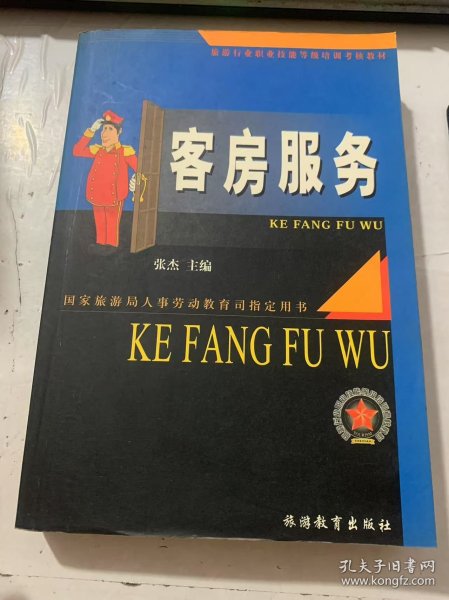 旅游行业职业技能等级培训考核教材
客房服务
KE FANG FU WU
张杰 主编
国家旅游局人事劳动教育司指定用书
KE FANG FU WU
旅游教育出版社
孔夫子旧书网
www.kongfz.com